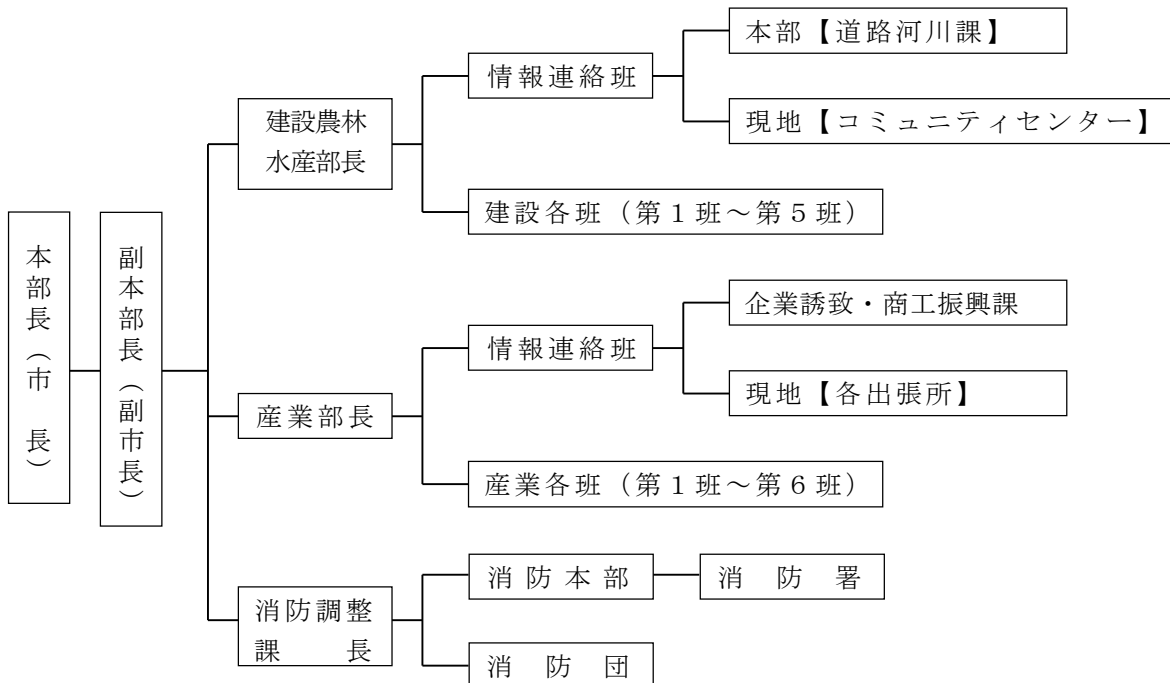 本部長（市　長）
副本部長（副市長）
建設農林
水産部長
情報連絡班
本部【道路河川課】
現地【コミュニティセンター】
建設各班（第１班～第５班）
産業部長
情報連絡班
企業誘致・商工振興課
現地【各出張所】
産業各班（第１班～第６班）
消防調整
課　　長
消防本部
消　防　署
消　防　団